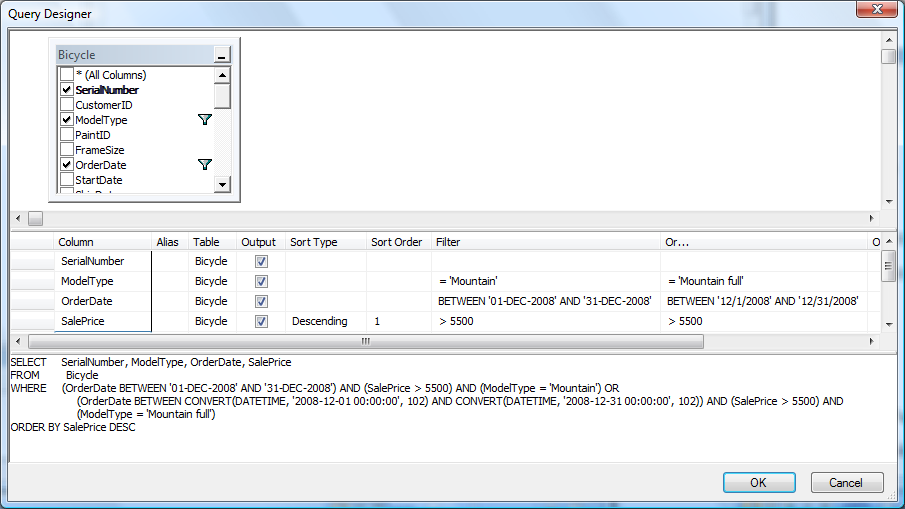 Query Designer
Bicycle
* (All Columns)
SerialNumber
CustomerID
ModelType
PaintID
FrameSize
OrderDate
StartDate
Column Alias Table Output Sort Type Sort Order Filter Or... O
SerialNumber Bicycle
ModelType Bicycle = 'Mountain' = 'Mountain full'
OrderDate Bicycle BETWEEN '01-DEC-2008' AND '31-DEC-2008' BETWEEN '12/1/2008' AND '12/31/2008'
SalePrice Bicycle Descending 1 > 5500 > 5500
SELECT SerialNumber, ModelType, OrderDate, SalePrice
FROM Bicycle
WHERE (OrderDate BETWEEN '01-DEC-2008' AND '31-DEC-2008') AND (SalePrice > 5500) AND (ModelType = 'Mountain') OR
(OrderDate BETWEEN CONVERT(DATETIME, '2008-12-01 00:00:00', 102) AND CONVERT(DATETIME, '2008-12-31 00:00:00', 102)) AND (SalePrice > 5500) AND
(ModelType = 'Mountain full')
ORDER BY SalePrice DESC
OK Cancel